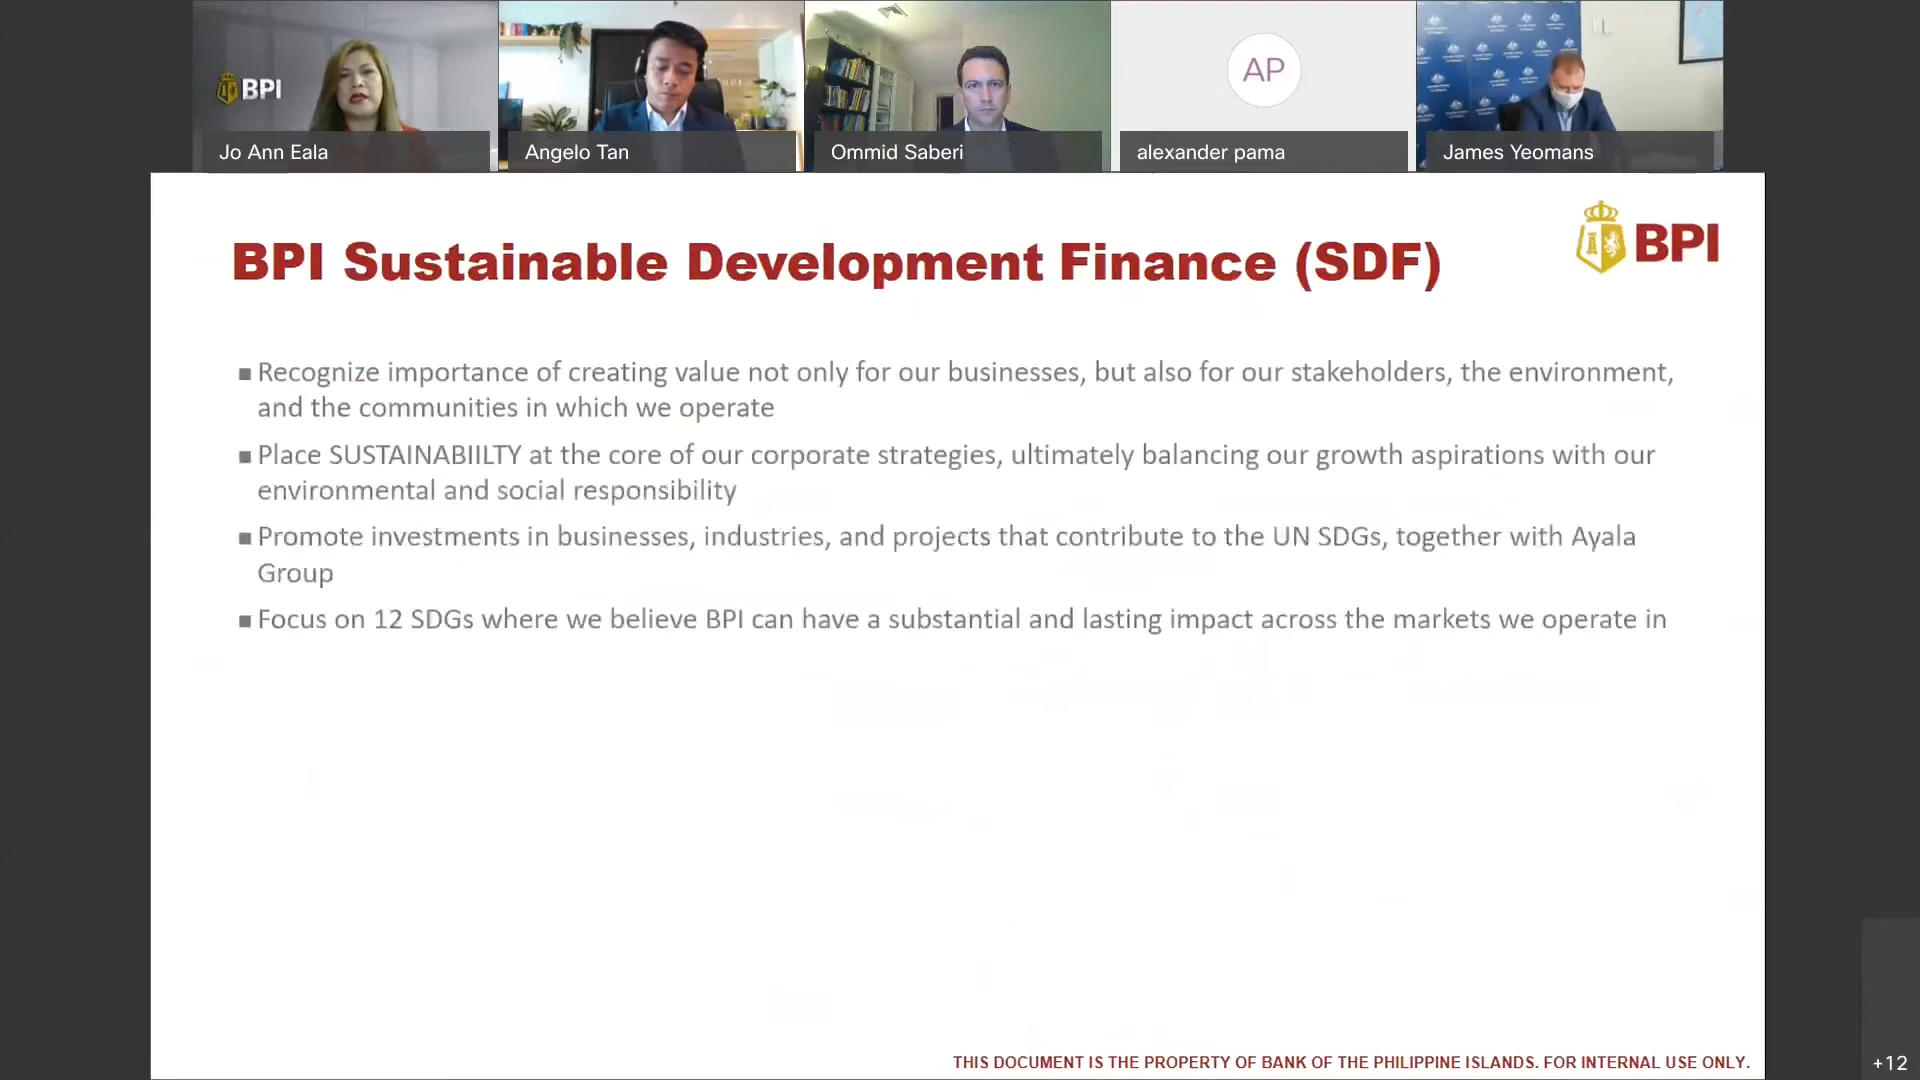 BPI
AP
Jo Ann Eala
Angelo Tan
Ommid Saberi
alexander pama
James Yeomans
BPI Sustainable Development Finance (SDF)
BPI
■ Recognize importance of creating value not only for our businesses, but also for our stakeholders, the environment,
and the communities in which we operate
■ Place SUSTAINABIILTY at the core of our corporate strategies, ultimately balancing our growth aspirations with our
environmental and social responsibility
■ Promote investments in businesses, industries, and projects that contribute to the UN SDGs, together with Ayala
Group
■ Focus on 12 SDGs where we believe BPI can have a substantial and lasting impact across the markets we operate in
THIS DOCUMENT IS THE PROPERTY OF BANK OF THE PHILIPPINE ISLANDS. FOR INTERNAL USE ONLY.
+12